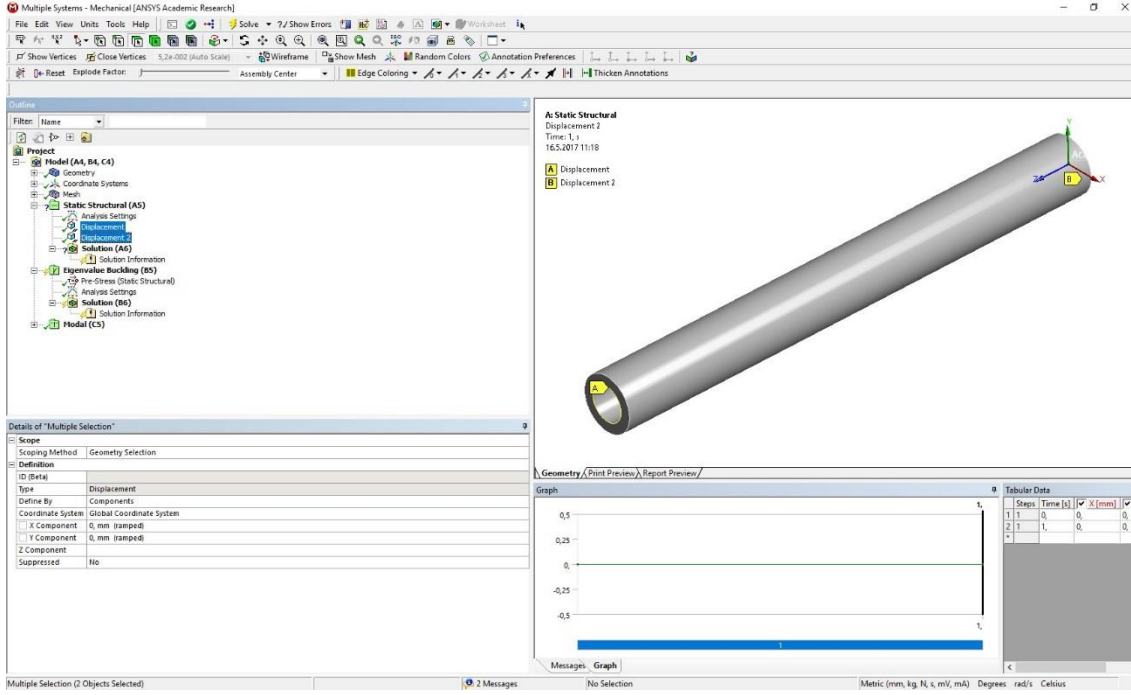 Multiple Systems - Mechanical [ANSYS Academic Research]
File Edit View Units Tools Help Solve ?/ Show Errors Worksheet
Show Vertices Close Vertices 5,2e-002 (Auto Scale) Wireframe Show Mesh Random Colors Annotation Preferences
Reset Explode Factor: Assembly Center Edge Coloring Thicken Annotations
Outline
Filter: Name
Project
Model (A4, B4, C4)
Geometry
Coordinate Systems
Mesh
Static Structural (A5)
Analysis Settings
Displacement
Displacement 2
Solution (A6)
Solution Information
Eigenvalue Buckling (B5)
Pre-Stress (Static Structural)
Analysis Settings
Solution (B6)
Solution Information
Modal (C5)
Details of "Multiple Selection"
Scope
Scoping Method Geometry Selection
Definition
ID (Beta)
Type Displacement
Define By Components
Coordinate System Global Coordinate System
X Component 0, mm (ramped)
Y Component 0, mm (ramped)
Z Component
Suppressed No
A: Static Structural
Displacement 2
Time: 1, s
16.5.2017 11:18
A Displacement
B Displacement 2
Y
Z
B
X
A
Geometry Print Preview Report Preview
Graph
1,
0,5
0,25
0,
-0,25
-0,5
1,
1
Messages Graph
Tabular Data
Steps Time [s] X [mm]
1 1 0, 0, 0,
2 1 1, 0, 0,
*
Multiple Selection (2 Objects Selected) 2 Messages No Selection Metric (mm, kg, N, s, mV, mA) Degrees rad/s Celsius